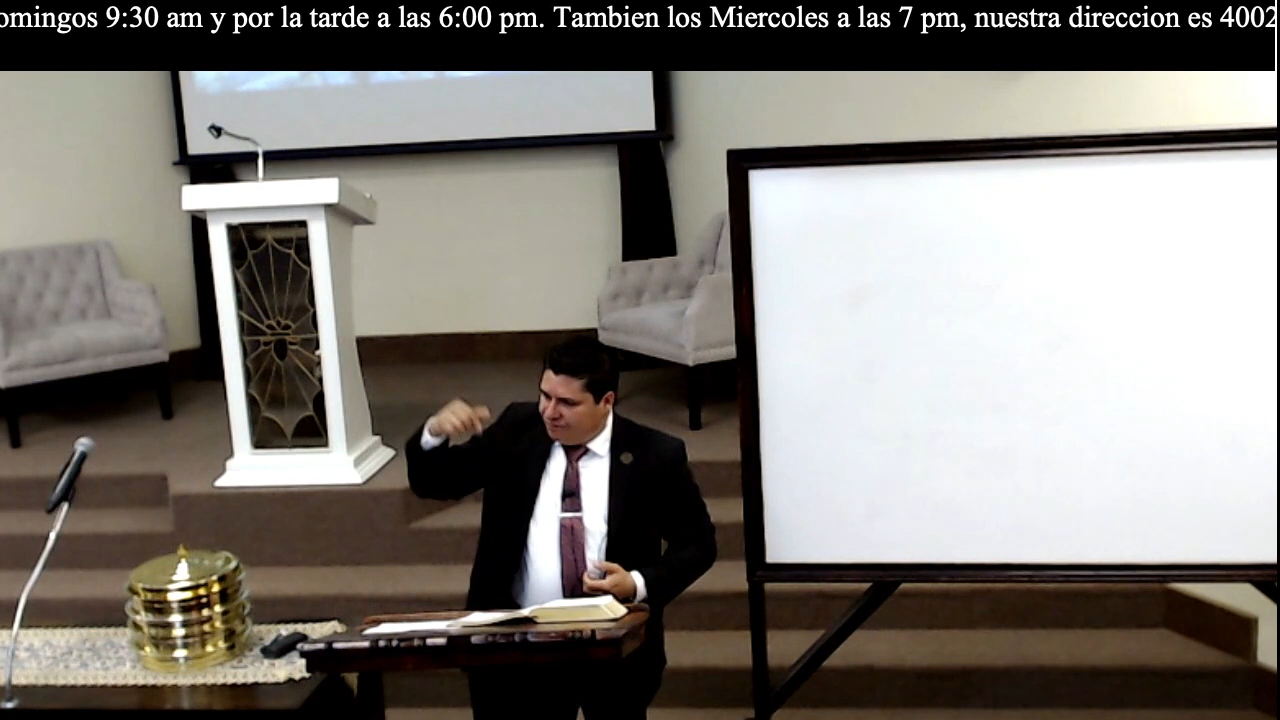 omingos 9:30 am y por la tarde a las 6:00 pm. Tambien los Miercoles a las 7 pm, nuestra direccion es 4002